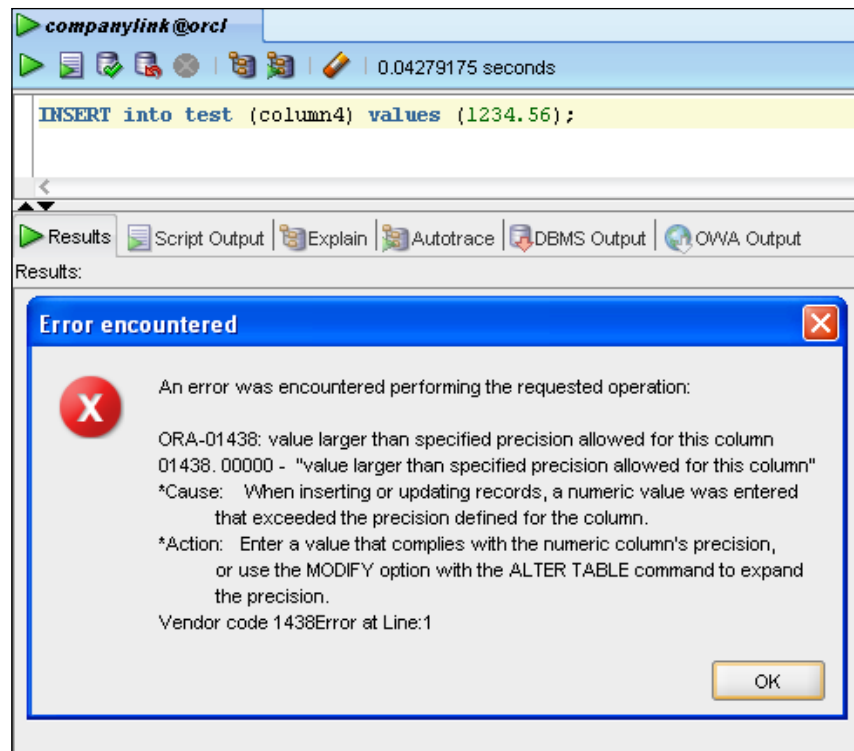 companylink@orcl
0.04279175 seconds
INSERT into test (column4) values (1234.56);
Results Script Output Explain Autotrace DBMS Output OWA Output
Results:
Error encountered
An error was encountered performing the requested operation:
ORA-01438: value larger than specified precision allowed for this column
01438. 00000 - "value larger than specified precision allowed for this column"
*Cause: When inserting or updating records, a numeric value was entered
that exceeded the precision defined for the column.
*Action: Enter a value that complies with the numeric column's precision,
or use the MODIFY option with the ALTER TABLE command to expand
the precision.
Vendor code 1438Error at Line:1
OK